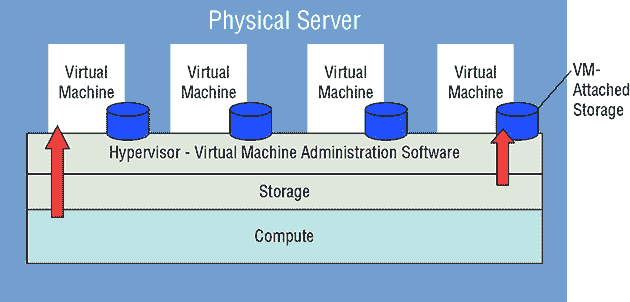 Physical Server
Virtual
Machine
Virtual
Machine
Virtual
Machine
Virtual
Machine
VM-
Attached
Storage
Hypervisor - Virtual Machine Administration Software
Storage
Compute